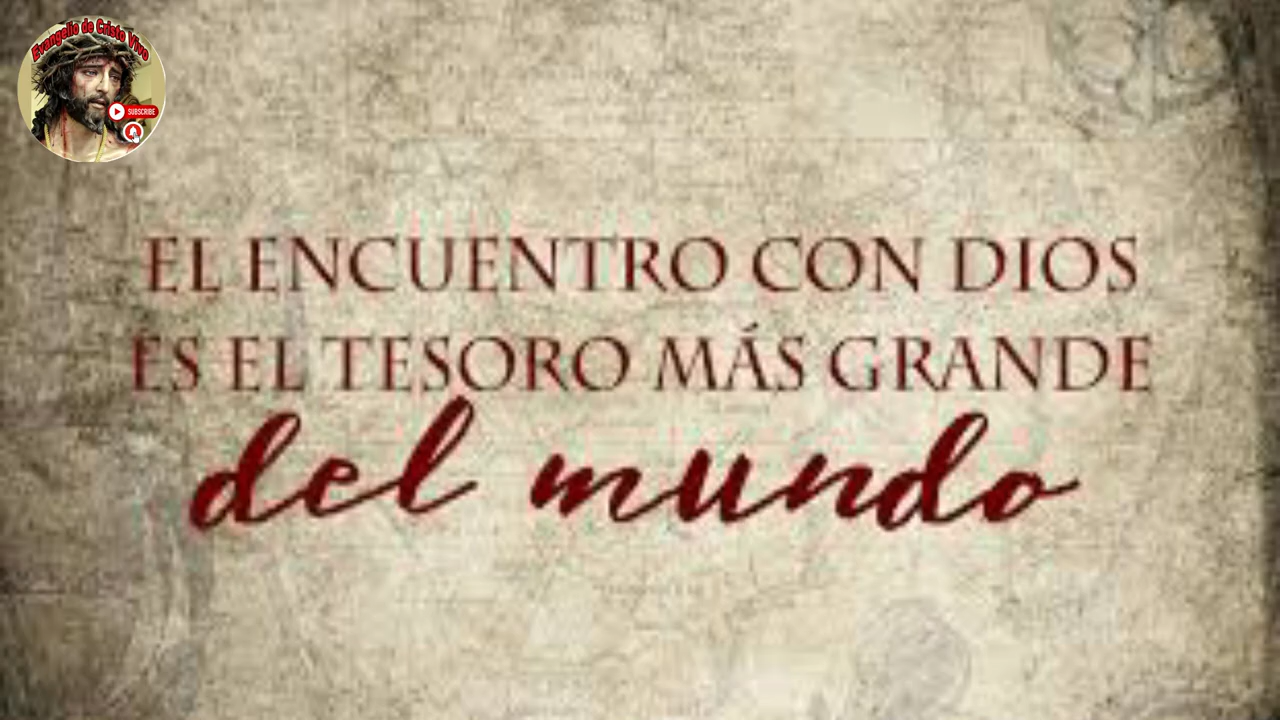 Evangelio de Cristo Vivo
SUBSCRIBE
EL ENCUENTRO CON DIOS
ES EL TESORO MÁS GRANDE
del mundo